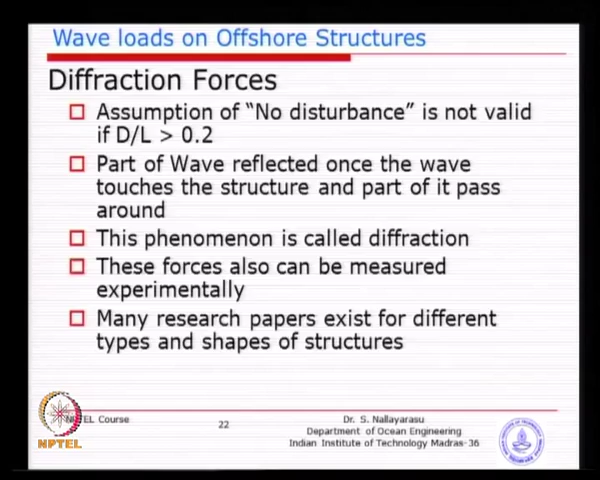 Wave loads on Offshore Structures
Diffraction Forces
Assumption of "No disturbance" is not valid
if D/L > 0.2
Part of Wave reflected once the wave
touches the structure and part of it pass
around
This phenomenon is called diffraction
These forces also can be measured
experimentally
Many research papers exist for different
types and shapes of structures
NPTEL Course
22
Dr. S. Nallayarasu
Department of Ocean Engineering
Indian Institute of Technology Madras-36
NPTEL